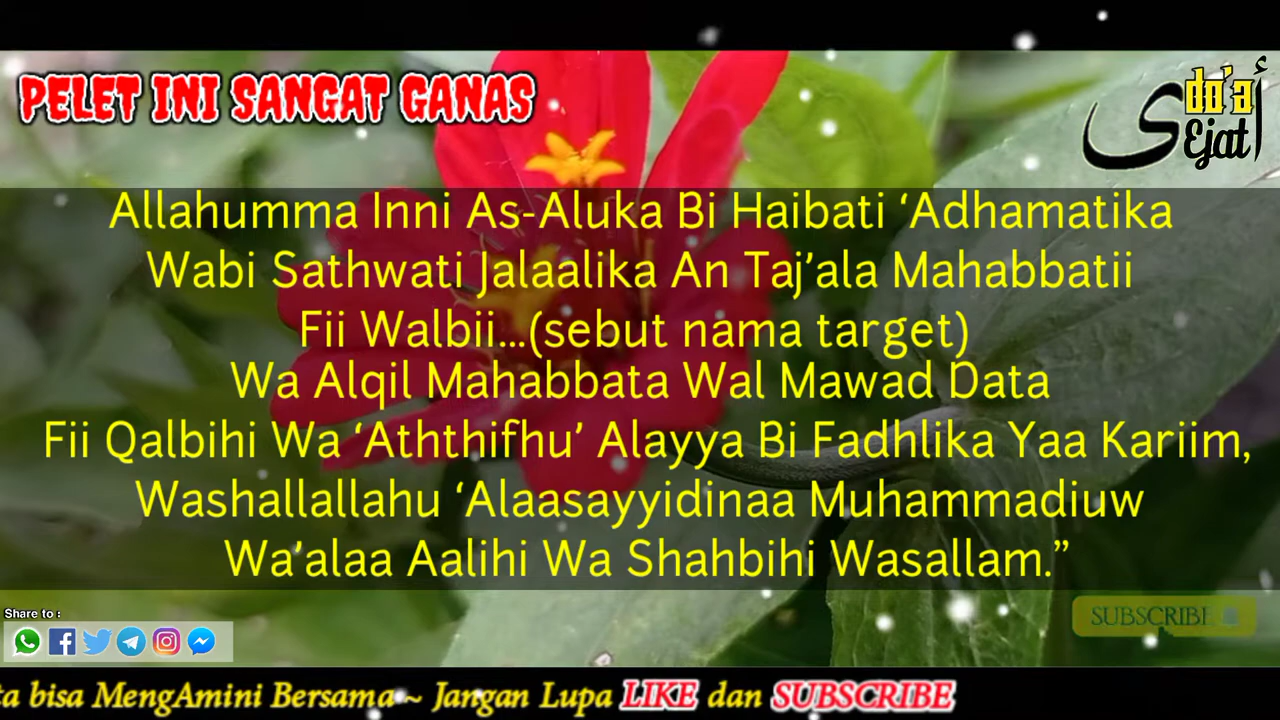 PELET INI SANGAT GANAS
do'a
Ejat
أ
ى
Allahumma Inni As-Aluka Bi Haibati ‘Adhamatika
Wabi Sathwati Jalaalika An Taj’ala Mahabbatii
Fii Walbii...(sebut nama target)
Wa Alqil Mahabbata Wal Mawad Data
Fii Qalbihi Wa ‘Aththifhu’ Alayya Bi Fadhlika Yaa Kariim,
Washallallahu ‘Alaasayyidinaa Muhammadiuw
Wa’alaa Aalihi Wa Shahbihi Wasallam.”
Share to :
SUBSCRIBE
ta bisa MengAmini Bersama ~ Jangan Lupa LIKE dan SUBSCRIBE